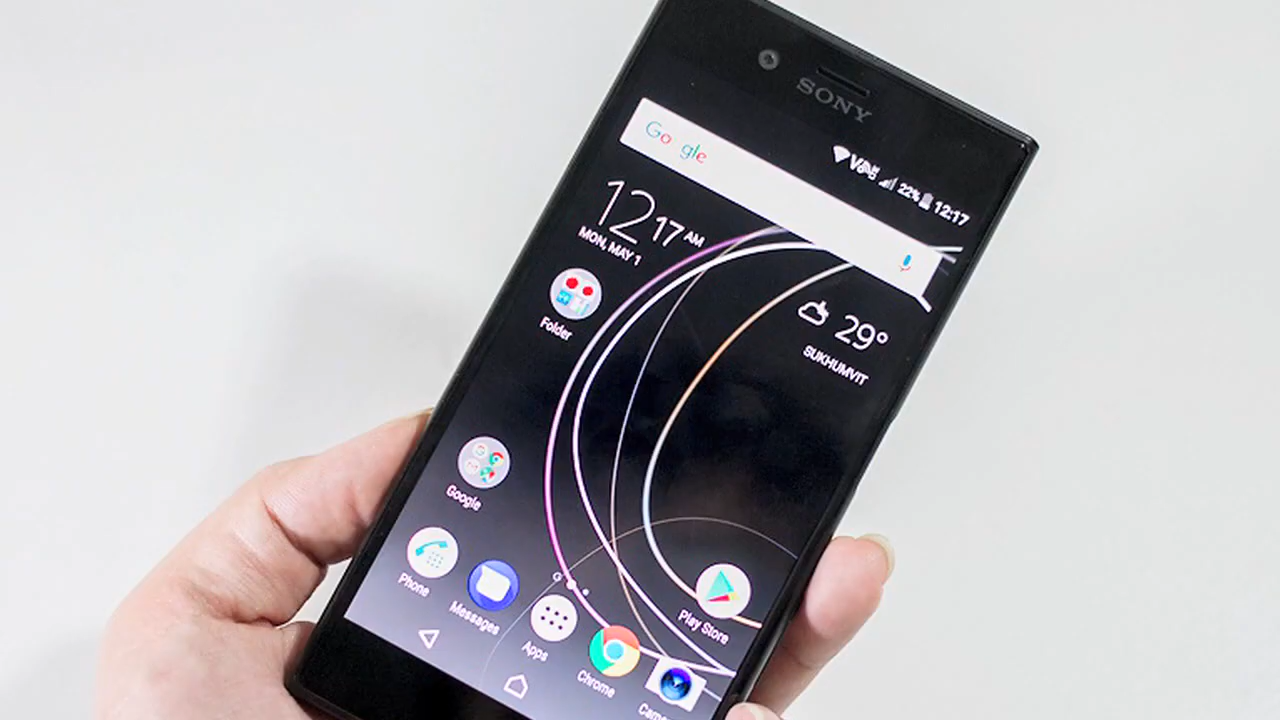 SONY
22% 12:17
Google
12 17 AM
MON, MAY 1
29°
SUKHUMVIT
Folder
Google
Phone
Messages
Apps
Chrome
Play Store